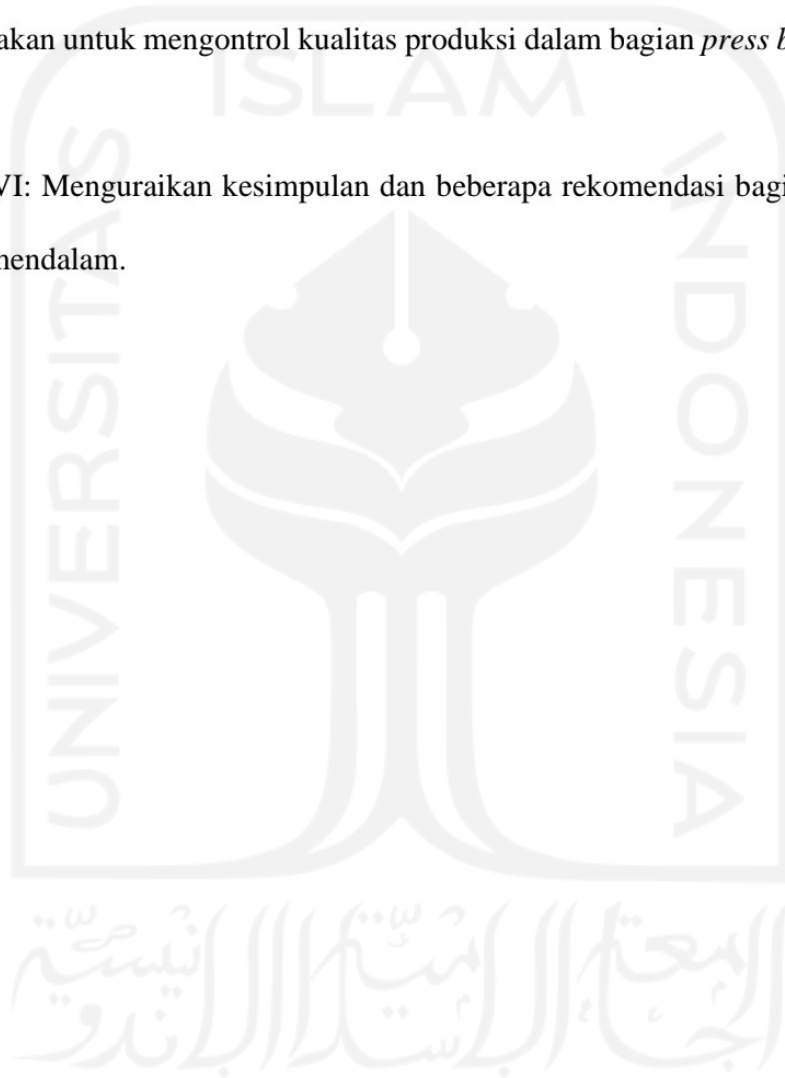 akan untuk mengontrol kualitas produksi dalam bagian press b
VI: Menguraikan kesimpulan dan beberapa rekomendasi bagi
nendalam.
ISLAM
UNIVERSITAS
INDONESIA